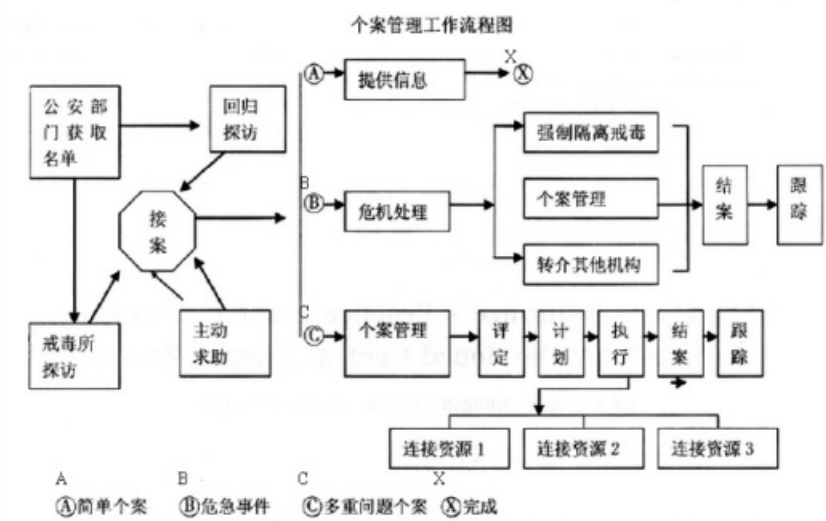 个案管理工作流程图
X
Ⓐ
提供信息
Ⓧ
公安部
门获取
名单
回归
探访
强制隔离戒毒
接
案
B
Ⓑ
危机处理
个案管理
结
案
跟
踪
转介其他机构
C
Ⓒ
戒毒所
探访
主动
求助
个案管理
评
定
计
划
执
行
结
案
跟
踪
连接资源1
连接资源2
连接资源3
A B C X
Ⓐ简单个案 Ⓑ危急事件 Ⓒ多重问题个案 Ⓧ完成